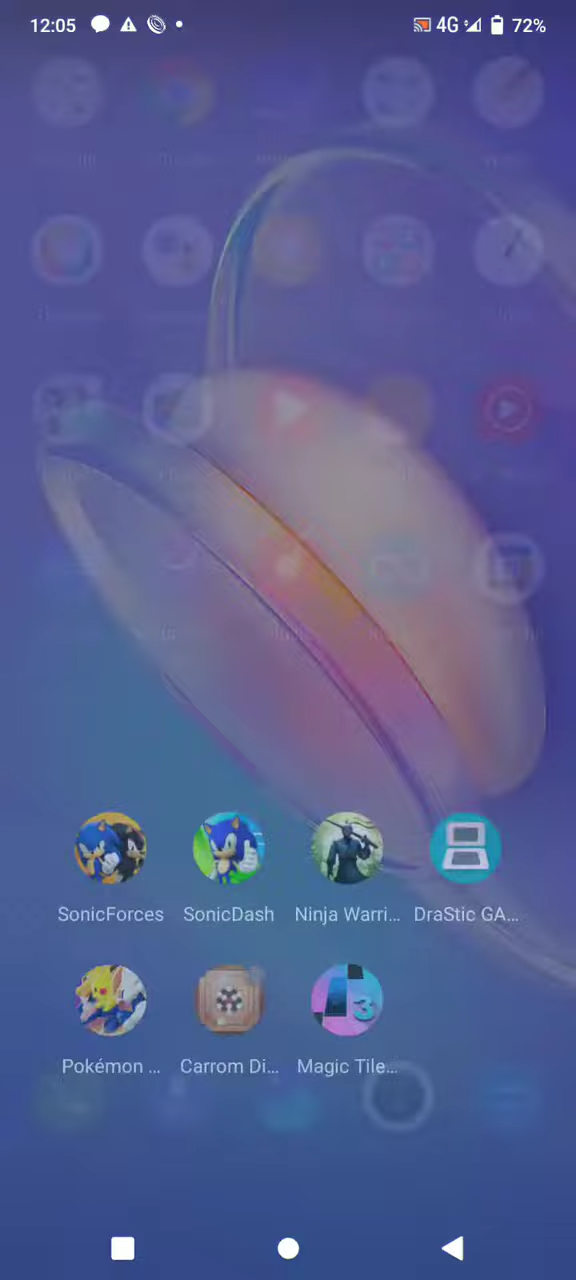 12:05 4G 72%
SonicForces SonicDash Ninja Warri... DraStic GA...
Pokémon ... Carrom Di... Magic Tile...